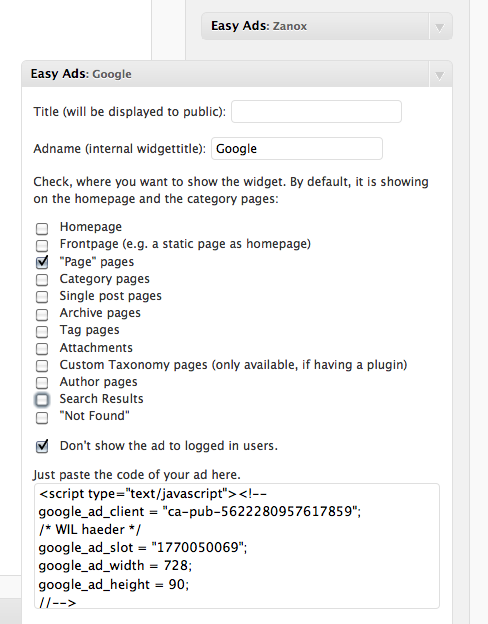 Easy Ads: Zanox
Easy Ads: Google
Title (will be displayed to public):
Adname (internal widgettitle): Google
Check, where you want to show the widget. By default, it is showing
on the homepage and the category pages:
Homepage
Frontpage (e.g. a static page as homepage)
"Page" pages
Category pages
Single post pages
Archive pages
Tag pages
Attachments
Custom Taxonomy pages (only available, if having a plugin)
Author pages
Search Results
"Not Found"
Don't show the ad to logged in users.
Just paste the code of your ad here.
<script type="text/javascript"><!--
google_ad_client = "ca-pub-5622280957617859";
/* WIL haeder */
google_ad_slot = "1770050069";
google_ad_width = 728;
google_ad_height = 90;
//-->